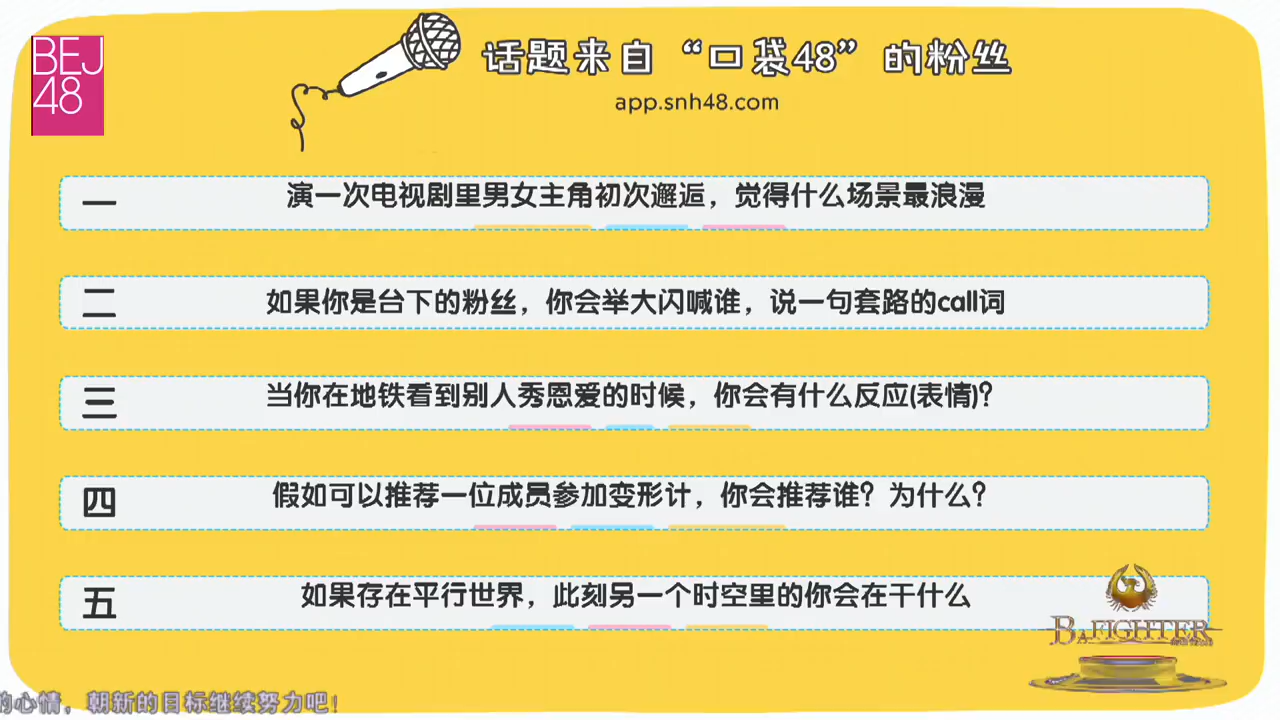 BEJ
48
话题来自“口袋48”的粉丝
app.snh48.com
一 演一次电视剧里男女主角初次邂逅，觉得什么场景最浪漫
二 如果你是台下的粉丝，你会举大闪喊谁，说一句套路的call词
三 当你在地铁看到别人秀恩爱的时候，你会有什么反应(表情)？
四 假如可以推荐一位成员参加变形计，你会推荐谁？为什么？
五 如果存在平行世界，此刻另一个时空里的你会在干什么
BAFIGHTER
的心情，朝新的目标继续努力吧！